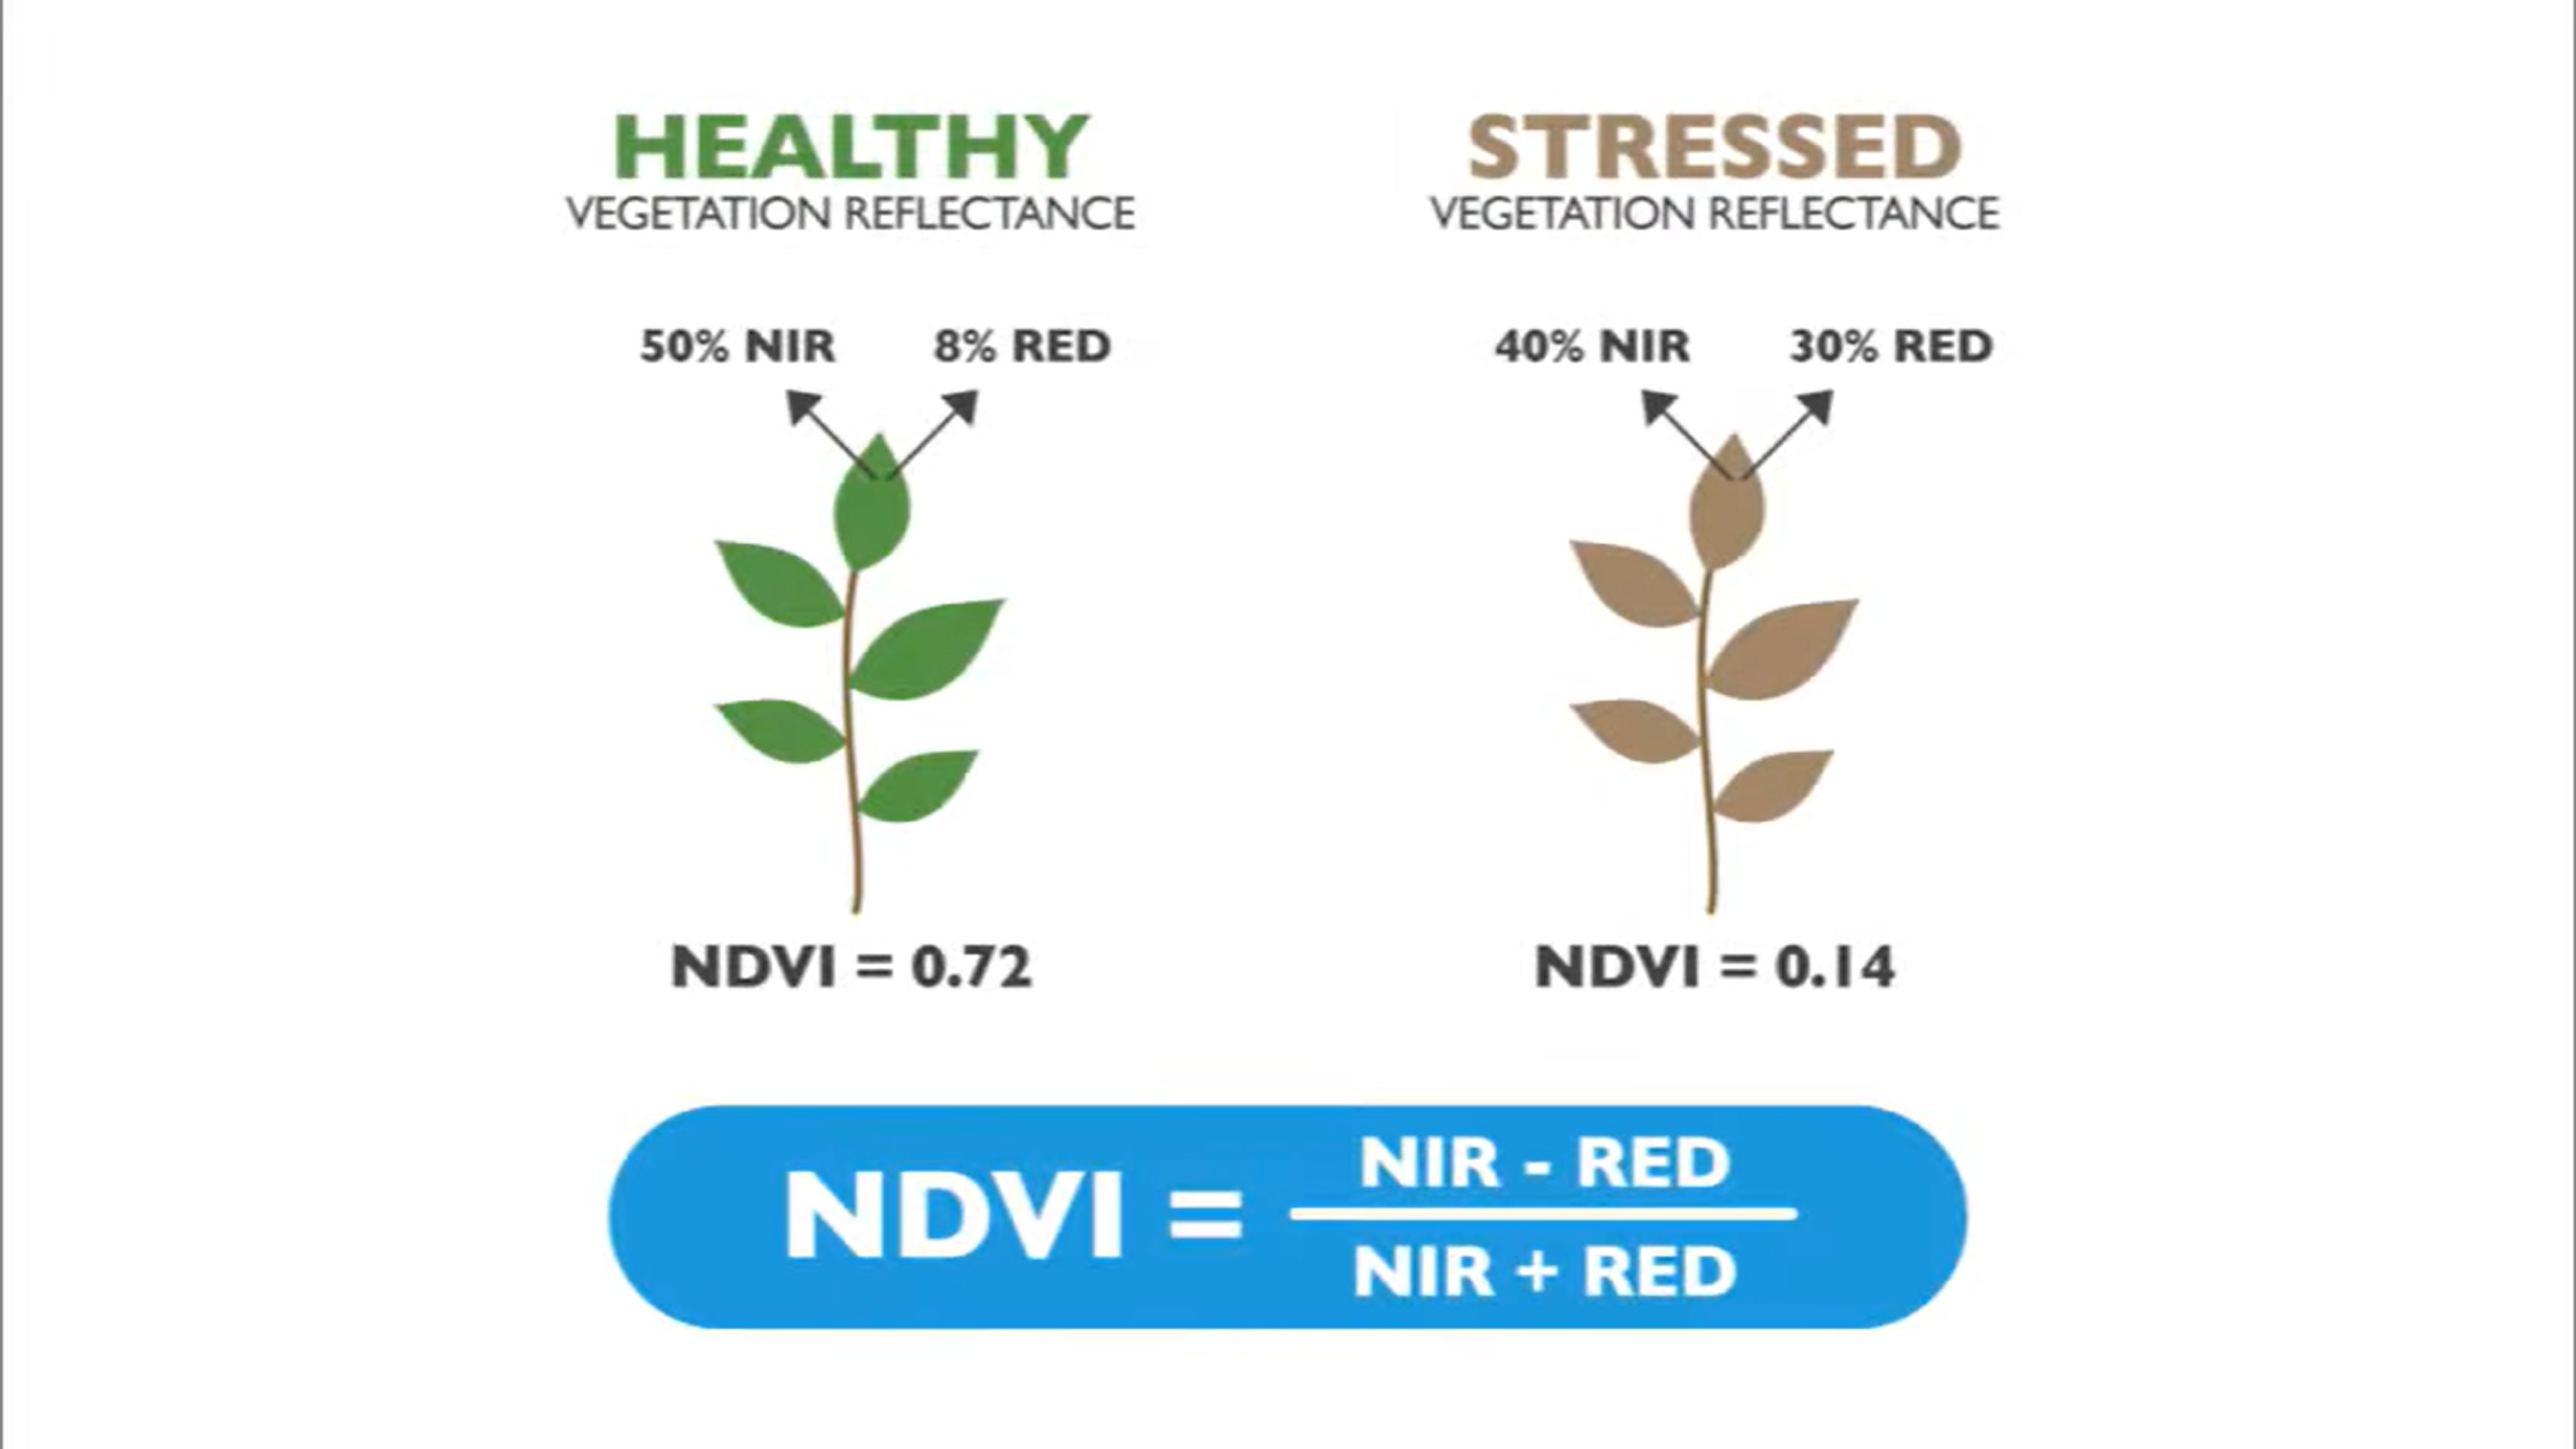 HEALTHY
VEGETATION REFLECTANCE
50% NIR
8% RED
NDVI = 0.72
STRESSED
VEGETATION REFLECTANCE
40% NIR
30% RED
NDVI = 0.14
NDVI = NIR - RED
NIR + RED